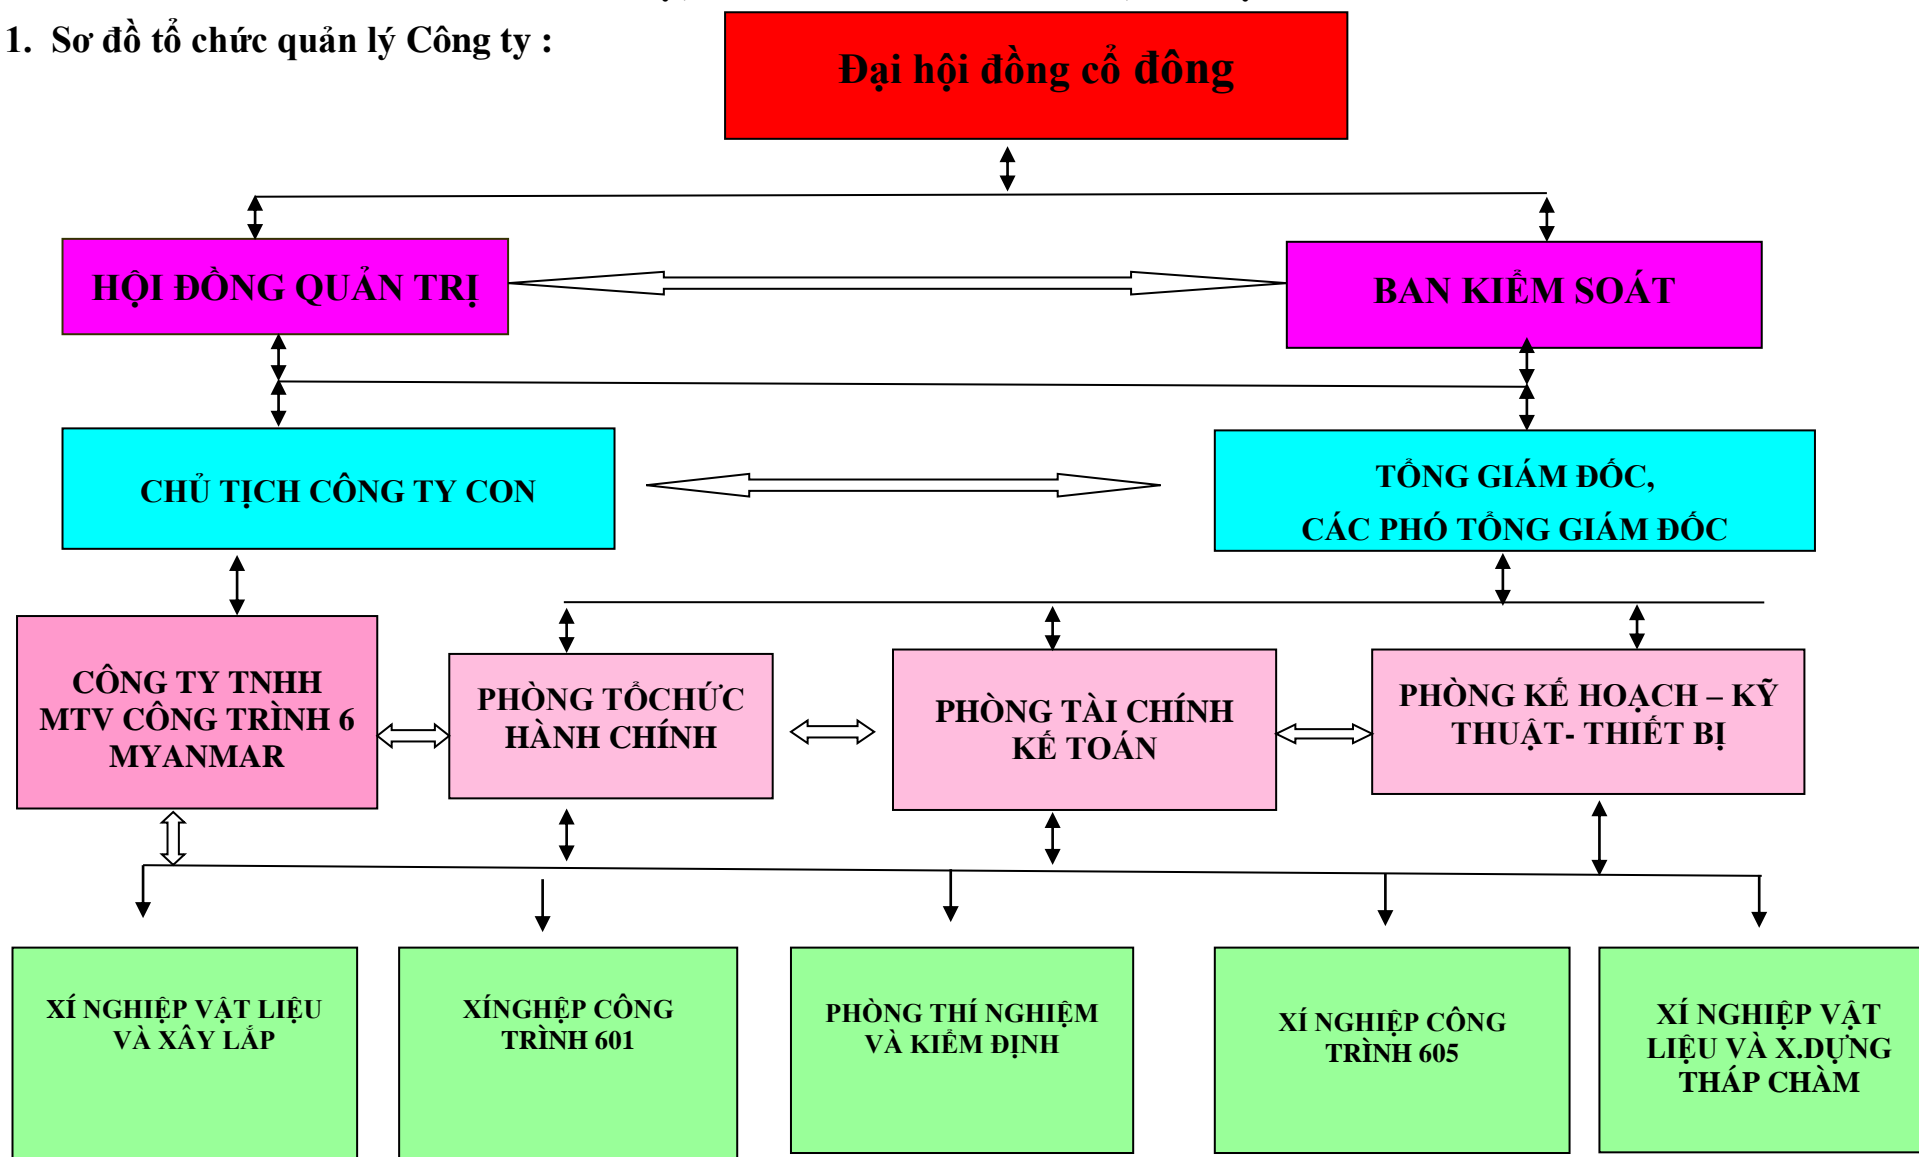 1. Sơ đồ tổ chức quản lý Công ty :
Đại hội đồng cổ đông
HỘI ĐỒNG QUẢN TRỊ
BAN KIỂM SOÁT
CHỦ TỊCH CÔNG TY CON
TỔNG GIÁM ĐỐC,
CÁC PHÓ TỔNG GIÁM ĐỐC
CÔNG TY TNHH
MTV CÔNG TRÌNH 6
MYANMAR
PHÒNG TỔCHỨC
HÀNH CHÍNH
PHÒNG TÀI CHÍNH
KẾ TOÁN
PHÒNG KẾ HOẠCH – KỸ
THUẬT- THIẾT BỊ
XÍ NGHIỆP VẬT LIỆU
VÀ XÂY LẮP
XÍNGHỆP CÔNG
TRÌNH 601
PHÒNG THÍ NGHIỆM
VÀ KIỂM ĐỊNH
XÍ NGHIỆP CÔNG
TRÌNH 605
XÍ NGHIỆP VẬT
LIỆU VÀ X.DỰNG
THÁP CHÀM